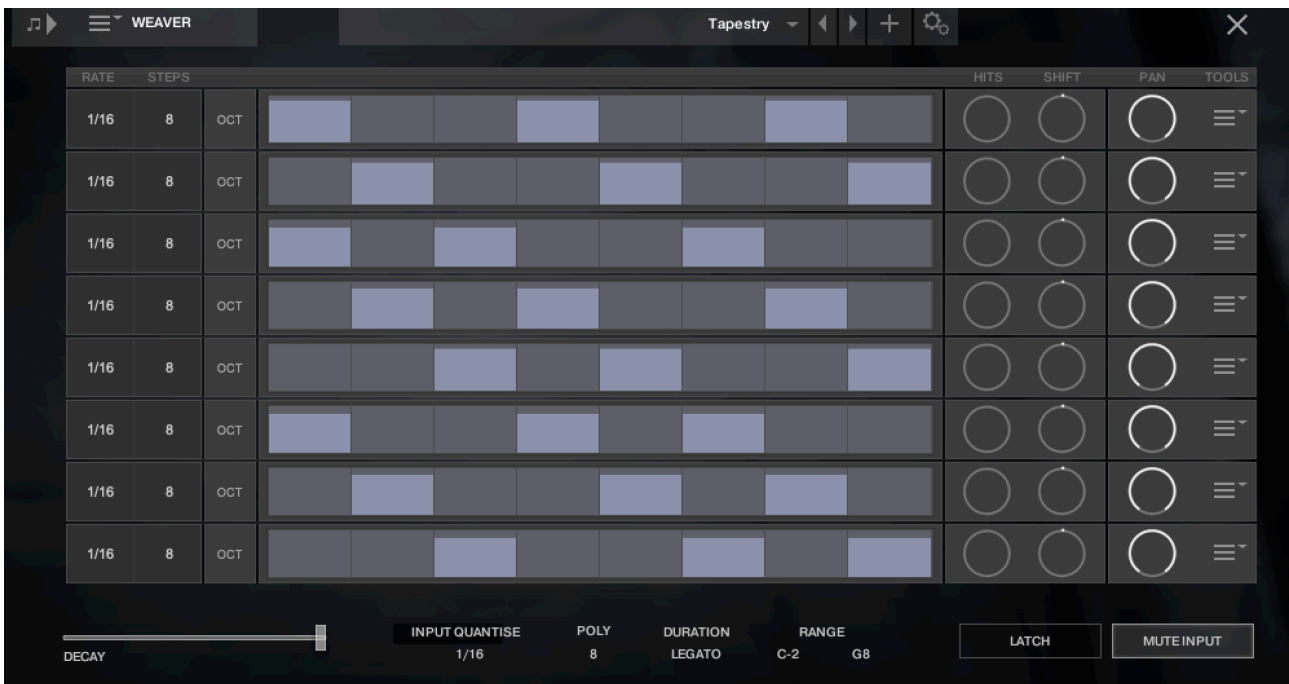 WEAVER Tapestry
RATE STEPS HITS SHIFT PAN TOOLS
1/16 8 OCT
1/16 8 OCT
1/16 8 OCT
1/16 8 OCT
1/16 8 OCT
1/16 8 OCT
1/16 8 OCT
1/16 8 OCT
INPUT QUANTISE POLY DURATION RANGE LATCH MUTE INPUT
DECAY 1/16 8 LEGATO C-2 G8